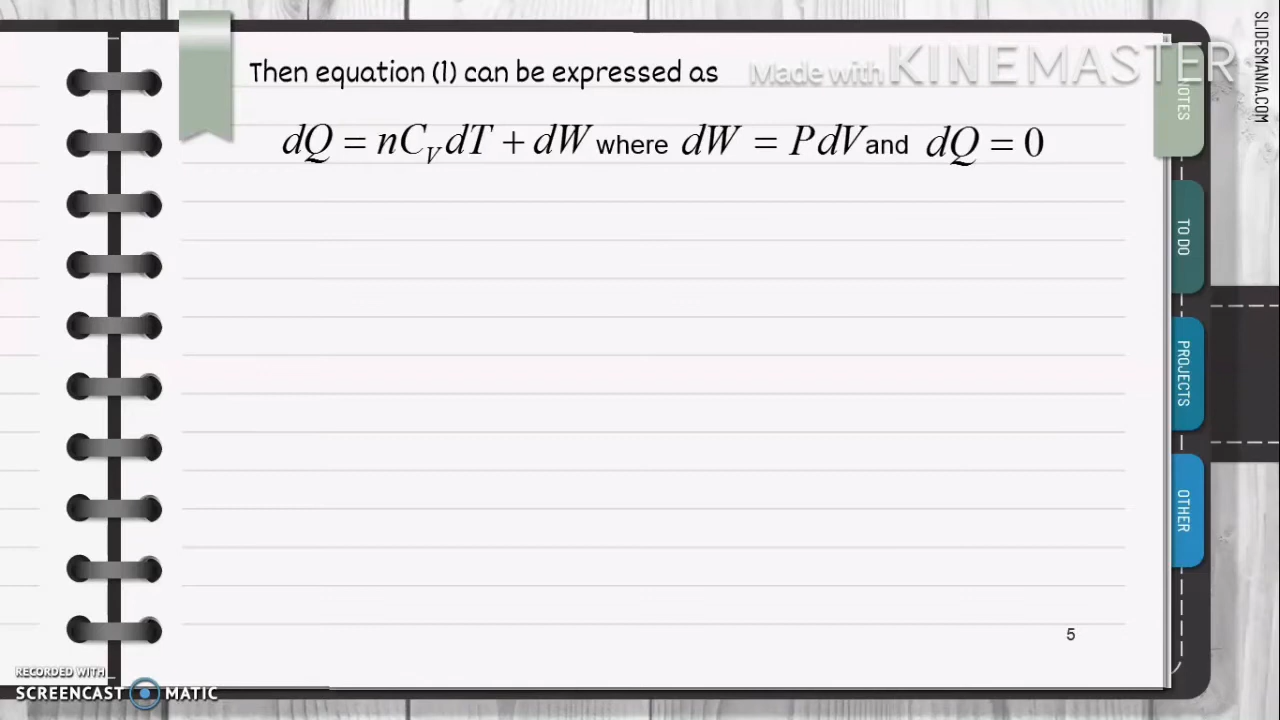 SLIDESMANIA.COM
Then equation (1) can be expressed as
Made with KINEMASTER
dQ = nC_V dT + dW where dW = PdV and dQ = 0
NOTES
TO DO
PROJECTS
OTHER
5
RECORDED WITH
SCREENCAST MATIC